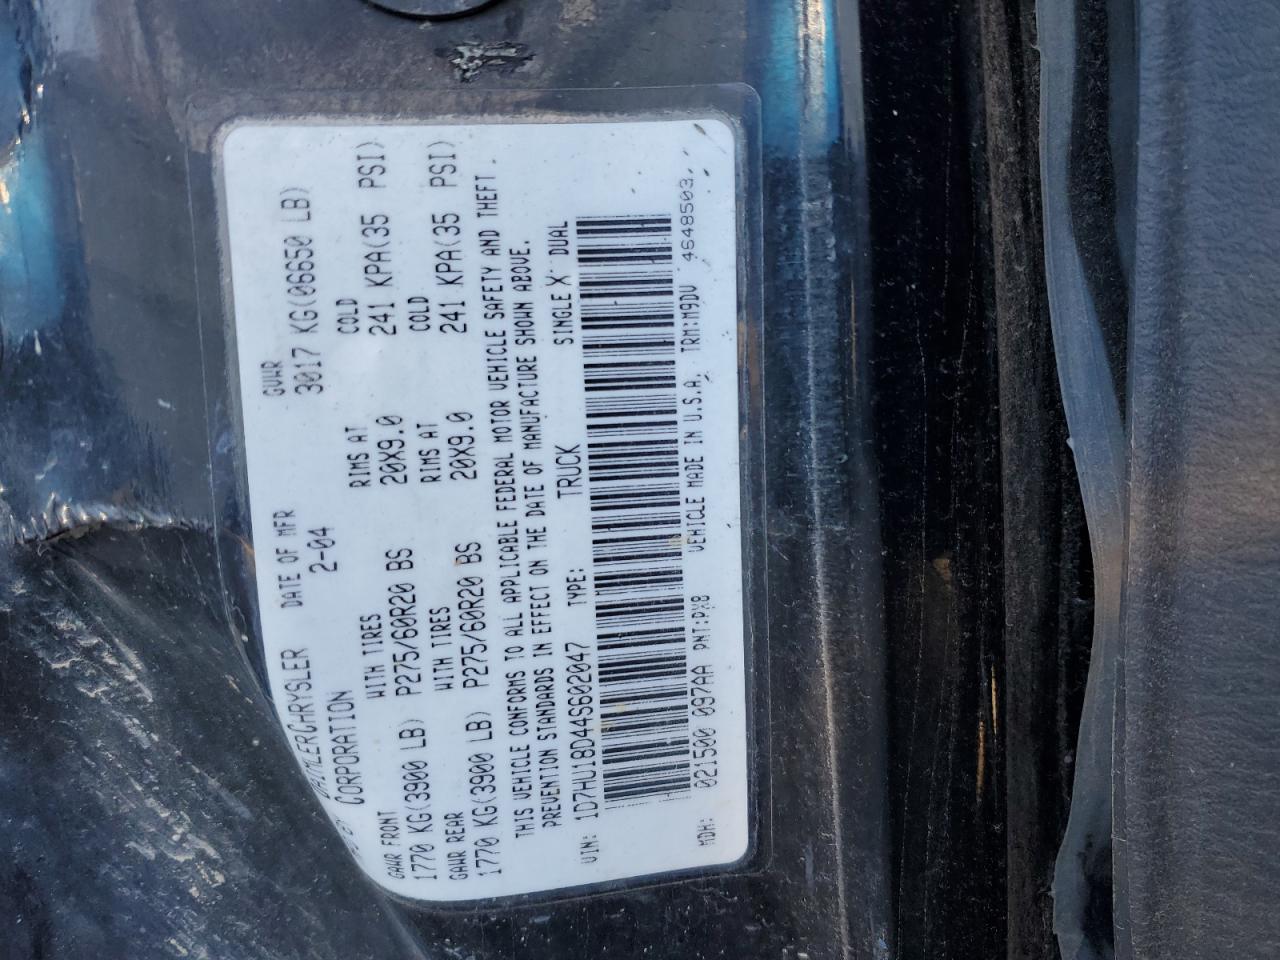 DAIMLERCHRYSLER CORPORATION DATE OF MFR 2-04 GVWR 3017 KG(06650 LB)
GAWR FRONT WITH TIRES RIMS AT COLD
1770 KG(3900 LB) P275/60R20 BS 20X9.0 241 KPA(35 PSI)
GAWR REAR WITH TIRES RIMS AT COLD
1770 KG(3900 LB) P275/60R20 BS 20X9.0 241 KPA(35 PSI)
THIS VEHICLE CONFORMS TO ALL APPLICABLE FEDERAL MOTOR VEHICLE SAFETY AND THEFT
PREVENTION STANDARDS IN EFFECT ON THE DATE OF MANUFACTURE SHOWN ABOVE.
VIN: 1D7HU18D44S602047 TYPE: TRUCK SINGLE X DUAL
MDH: 021500 097AA PNT:PX8 VEHICLE MADE IN U.S.A. TRM:M9DV 4648503